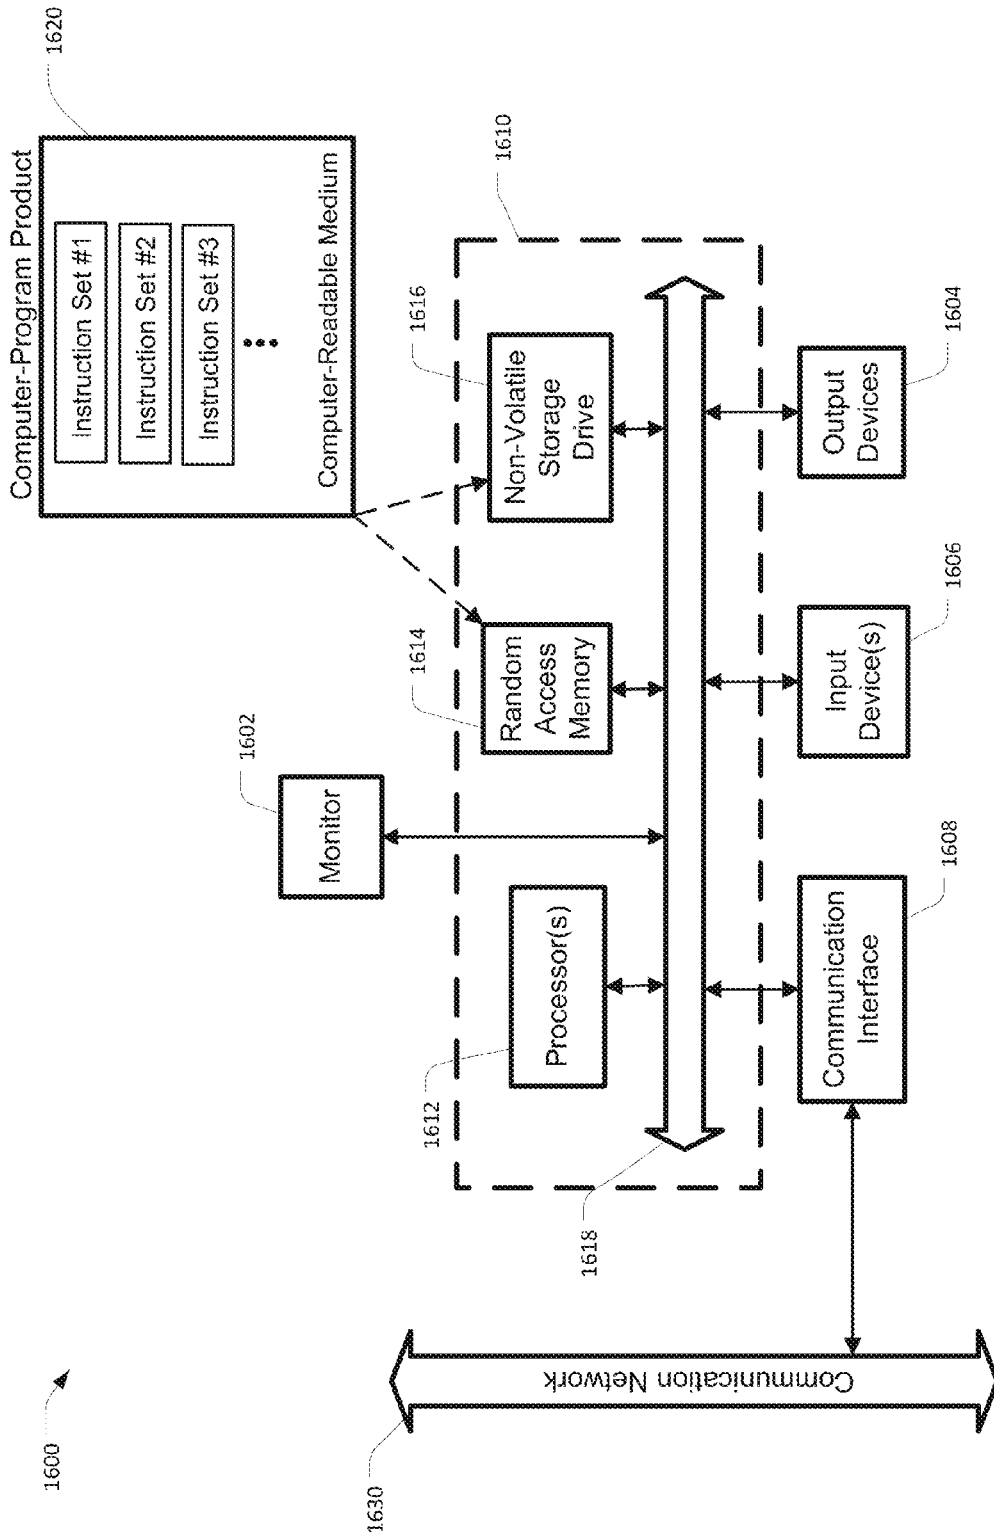 1600
Computer-Program Product
1620
Instruction Set #1
Instruction Set #2
Instruction Set #3
Computer-Readable Medium
1602
Monitor
1610
1612
Processor(s)
1614
Random
Access
Memory
1616
Non-Volatile
Storage
Drive
1618
1630
Communication Network
Communication
Interface
1608
Input
Device(s)
1606
Output
Devices
1604